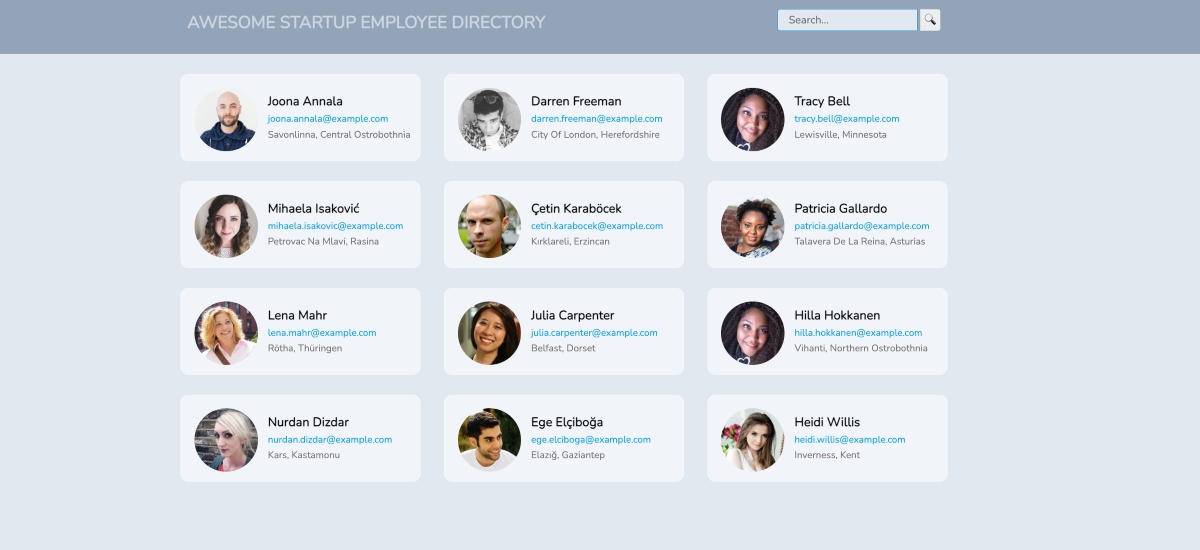 AWESOME STARTUP EMPLOYEE DIRECTORY
Search...
Joona Annala
joona.annala@example.com
Savonlinna, Central Ostrobothnia
Darren Freeman
darren.freeman@example.com
City Of London, Herefordshire
Tracy Bell
tracy.bell@example.com
Lewisville, Minnesota
Mihaela Isaković
mihaela.isakovic@example.com
Petrovac Na Mlavi, Rasina
Çetin Karaböcek
cetin.karabocek@example.com
Kırklareli, Erzincan
Patricia Gallardo
patricia.gallardo@example.com
Talavera De La Reina, Asturias
Lena Mahr
lena.mahr@example.com
Rötha, Thüringen
Julia Carpenter
julia.carpenter@example.com
Belfast, Dorset
Hilla Hokkanen
hilla.hokkanen@example.com
Vihanti, Northern Ostrobothnia
Nurdan Dizdar
nurdan.dizdar@example.com
Kars, Kastamonu
Ege Elçiboğa
ege.elciboga@example.com
Elazığ, Gaziantep
Heidi Willis
heidi.willis@example.com
Inverness, Kent